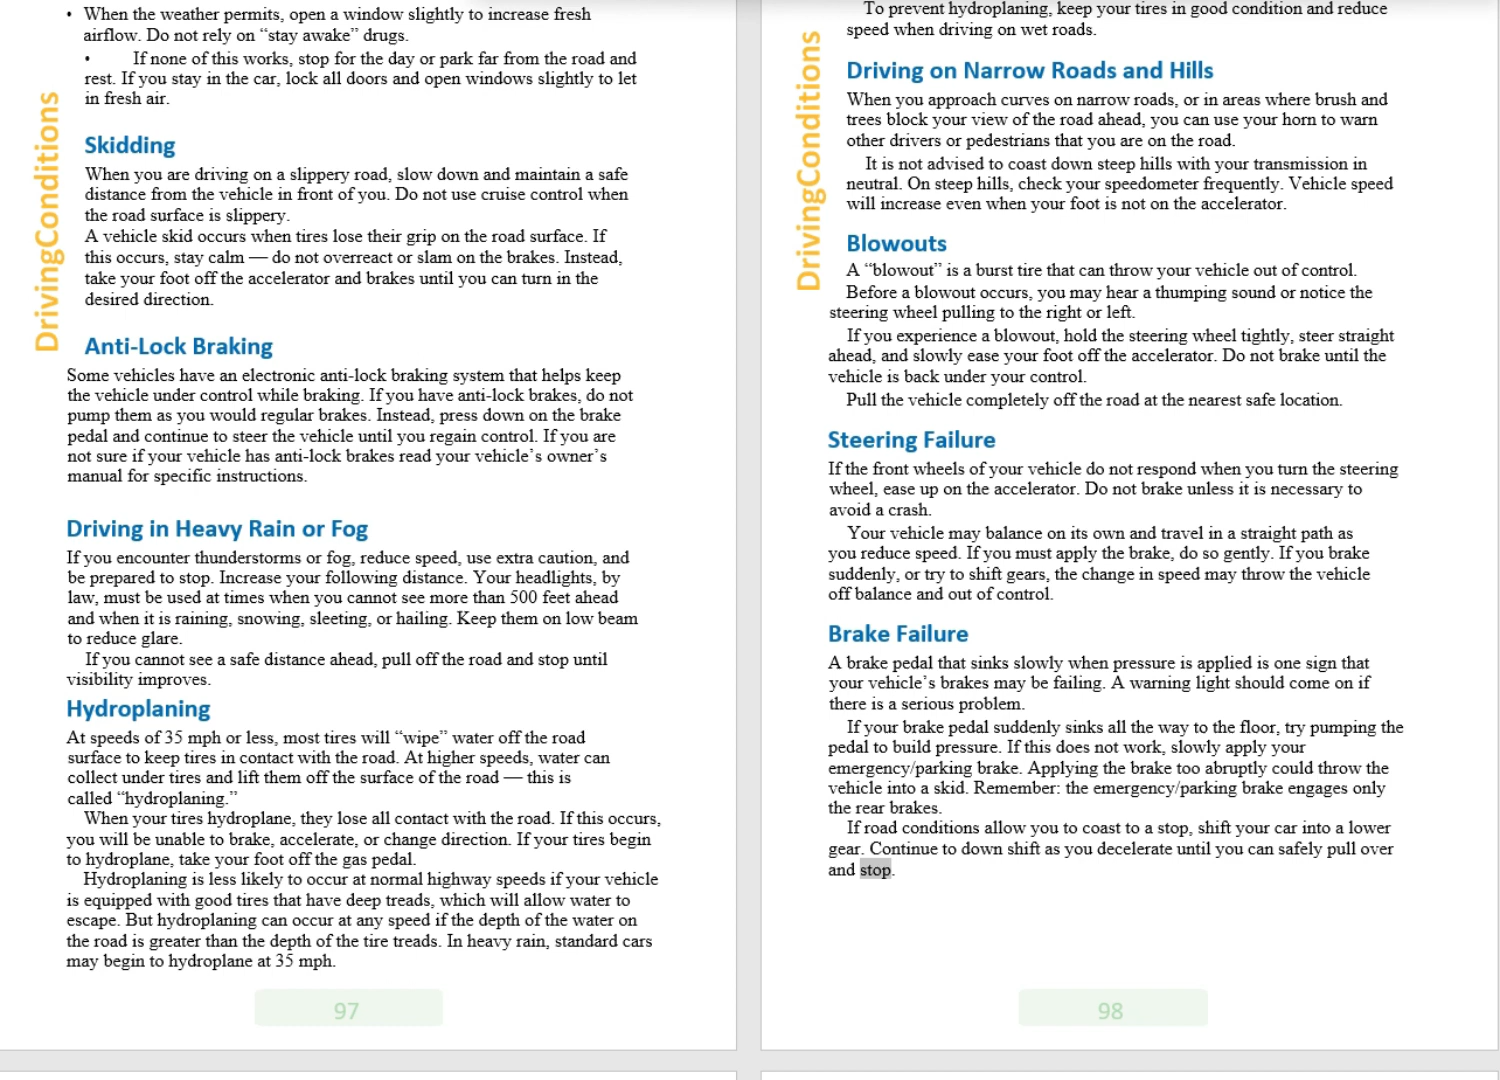 • When the weather permits, open a window slightly to increase fresh
airflow. Do not rely on “stay awake” drugs.
• If none of this works, stop for the day or park far from the road and
rest. If you stay in the car, lock all doors and open windows slightly to let
in fresh air.
DrivingConditions
Skidding
When you are driving on a slippery road, slow down and maintain a safe
distance from the vehicle in front of you. Do not use cruise control when
the road surface is slippery.
A vehicle skid occurs when tires lose their grip on the road surface. If
this occurs, stay calm — do not overreact or slam on the brakes. Instead,
take your foot off the accelerator and brakes until you can turn in the
desired direction.
Anti-Lock Braking
Some vehicles have an electronic anti-lock braking system that helps keep
the vehicle under control while braking. If you have anti-lock brakes, do not
pump them as you would regular brakes. Instead, press down on the brake
pedal and continue to steer the vehicle until you regain control. If you are
not sure if your vehicle has anti-lock brakes read your vehicle’s owner’s
manual for specific instructions.
Driving in Heavy Rain or Fog
If you encounter thunderstorms or fog, reduce speed, use extra caution, and
be prepared to stop. Increase your following distance. Your headlights, by
law, must be used at times when you cannot see more than 500 feet ahead
and when it is raining, snowing, sleeting, or hailing. Keep them on low beam
to reduce glare.
If you cannot see a safe distance ahead, pull off the road and stop until
visibility improves.
Hydroplaning
At speeds of 35 mph or less, most tires will “wipe” water off the road
surface to keep tires in contact with the road. At higher speeds, water can
collect under tires and lift them off the surface of the road — this is
called “hydroplaning.”
When your tires hydroplane, they lose all contact with the road. If this occurs,
you will be unable to brake, accelerate, or change direction. If your tires begin
to hydroplane, take your foot off the gas pedal.
Hydroplaning is less likely to occur at normal highway speeds if your vehicle
is equipped with good tires that have deep treads, which will allow water to
escape. But hydroplaning can occur at any speed if the depth of the water on
the road is greater than the depth of the tire treads. In heavy rain, standard cars
may begin to hydroplane at 35 mph.
97
To prevent hydroplaning, keep your tires in good condition and reduce
speed when driving on wet roads.
DrivingConditions
Driving on Narrow Roads and Hills
When you approach curves on narrow roads, or in areas where brush and
trees block your view of the road ahead, you can use your horn to warn
other drivers or pedestrians that you are on the road.
It is not advised to coast down steep hills with your transmission in
neutral. On steep hills, check your speedometer frequently. Vehicle speed
will increase even when your foot is not on the accelerator.
Blowouts
A “blowout” is a burst tire that can throw your vehicle out of control.
Before a blowout occurs, you may hear a thumping sound or notice the
steering wheel pulling to the right or left.
If you experience a blowout, hold the steering wheel tightly, steer straight
ahead, and slowly ease your foot off the accelerator. Do not brake until the
vehicle is back under your control.
Pull the vehicle completely off the road at the nearest safe location.
Steering Failure
If the front wheels of your vehicle do not respond when you turn the steering
wheel, ease up on the accelerator. Do not brake unless it is necessary to
avoid a crash.
Your vehicle may balance on its own and travel in a straight path as
you reduce speed. If you must apply the brake, do so gently. If you brake
suddenly, or try to shift gears, the change in speed may throw the vehicle
off balance and out of control.
Brake Failure
A brake pedal that sinks slowly when pressure is applied is one sign that
your vehicle’s brakes may be failing. A warning light should come on if
there is a serious problem.
If your brake pedal suddenly sinks all the way to the floor, try pumping the
pedal to build pressure. If this does not work, slowly apply your
emergency/parking brake. Applying the brake too abruptly could throw the
vehicle into a skid. Remember: the emergency/parking brake engages only
the rear brakes.
If road conditions allow you to coast to a stop, shift your car into a lower
gear. Continue to down shift as you decelerate until you can safely pull over
and stop.
98